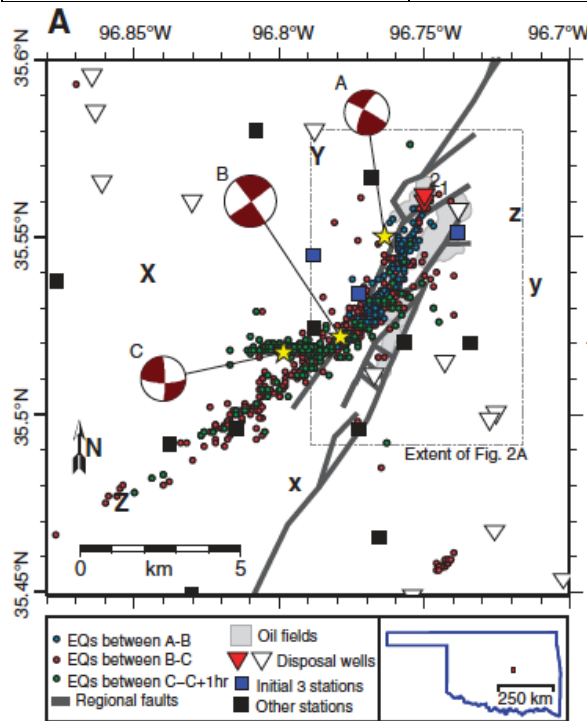 A
96.85'W 96.8'W 96.75'W 96.7'W
35.6°N
35.55°N
35.5°N
35.45°N
A
B
C
Y
2
1
z
X
y
x
Z
N
Extent of Fig. 2A
0 km 5
EQs between A-B
EQs between B-C
EQs between C–C+1hr
Regional faults
Oil fields
Disposal wells
Initial 3 stations
Other stations
250 km